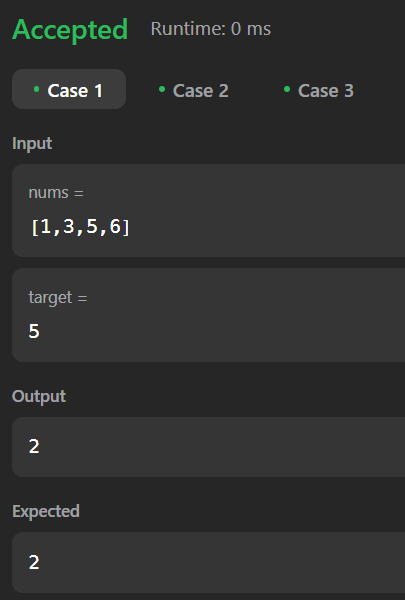 Accepted Runtime: 0 ms
Case 1 Case 2 Case 3
Input
nums =
[1,3,5,6]
target =
5
Output
2
Expected
2